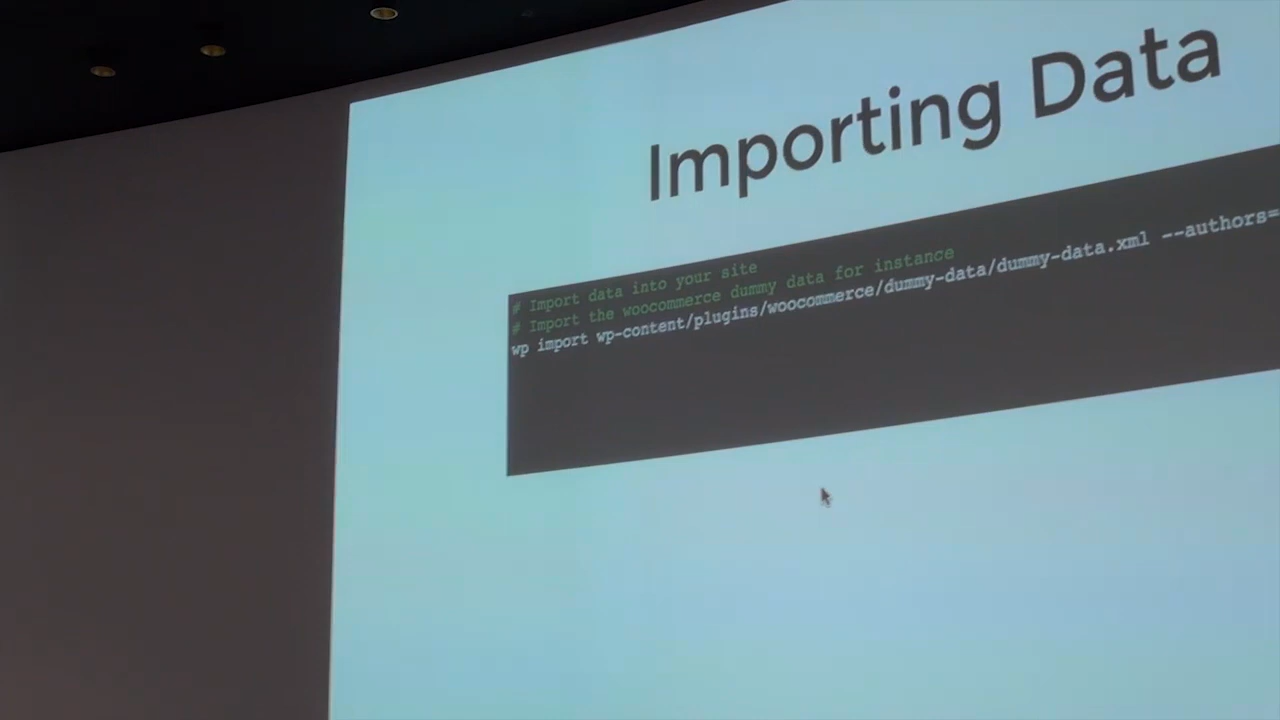 Importing Data
# Import data into your site
# Import the woocommerce dummy data for instance
wp import wp-content/plugins/woocommerce/dummy-data/dummy-data.xml --authors=